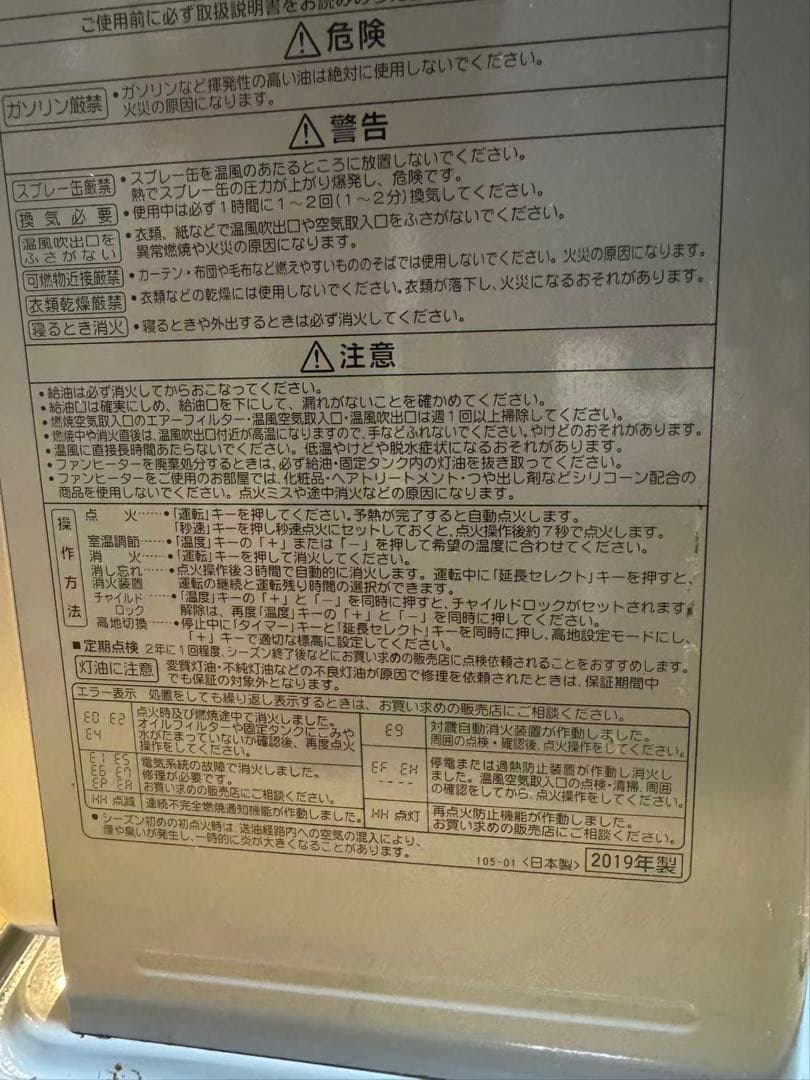 ご使用前に必ず取扱説明書をお読みのうえ
⚠危険
ガソリン厳禁 •ガソリンなど揮発性の高い油は絶対に使用しないでください。
火災の原因になります。
⚠警告
スプレー缶厳禁 •スプレー缶を温風のあたるところに放置しないでください。
熱でスプレー缶の圧力が上がり爆発し、危険です。
換気必要 •使用中は必ず1時間に1～2回(1～2分)換気してください。
温風吹出口を
ふさがない •衣類、紙などで温風吹出口や空気取入口をふさがないでください。
異常燃焼や火災の原因になります。
可燃物近接厳禁 •カーテン・布団や毛布など燃えやすいもののそばでは使用しないでください。火災の原因になります。
衣類乾燥厳禁 •衣類などの乾燥には使用しないでください。衣類が落下し、火災になるおそれがあります。
寝るとき消火 •寝るときや外出するときは必ず消火してください。
⚠注意
•給油は必ず消火してからおこなってください。
•給油口は確実にしめ、給油口を下にして、漏れがないことを確かめてください。
•燃焼空気取入口のエアーフィルター・温風空気取入口・温風吹出口は週1回以上掃除してください。
•燃焼中や消火直後は、温風吹出口付近が高温になりますので、手などふれないでください。やけどのおそれがあります。
•温風に直接長時間あたらないでください。低温やけどや脱水症状になるおそれがあります。
•ファンヒーターを廃棄処分するときは、必ず給油・固定タンク内の灯油を抜き取ってください。
•ファンヒーターをご使用のお部屋では、化粧品・ヘアトリートメント・つや出し剤などシリコーン配合の
商品を使用しないでください。点火ミスや途中消火などの原因になります。
操作方法
点火……•「運転」キーを押してください。予熱が完了すると自動点火します。
「秒速」キーを押し秒速点火にセットしておくと、点火操作後約7秒で点火します。
室温調節……•「温度」キーの「+」または「−」を押して希望の温度に合わせてください。
消火……•「運転」キーを押して消火してください。
消し忘れ……•点火操作後3時間で自動的に消火します。運転中に「延長セレクト」キーを押すと、
消火装置 運転の継続と運転残り時間の選択ができます。
チャイルド……•「温度」キーの「+」と「−」を同時に押すと、チャイルドロックがセットされます。
ロック 解除は、再度「温度」キーの「+」と「−」を同時に押してください。
高地切換……•停止中に「タイマー」キーと「延長セレクト」キーを同時に押し、高地設定モードにし、
「+」キーで適切な標高に設定してください。
■定期点検 2年に1回程度、シーズン終了後などにお買い求めの販売店に点検依頼されることをおすすめします。
灯油に注意 変質灯油・不純灯油などの不良灯油が原因で修理を依頼されたときは、保証期間中
でも保証の対象外となります。
エラー表示 処置をしても繰り返し表示するときは、お買い求めの販売店にご相談ください。
E0・E2
E4
点火時及び燃焼途中で消火しました。
オイルフィルターや固定タンクにごみや
水がたまっていないか確認後、再度点火
操作をしてください。
E9
対震自動消火装置が作動しました。
周囲の点検・確認後、点火操作をしてください。
E1 E5
E6 E7
EP EA
電気系統の故障で消火しました。
修理が必要です。
お買い求めの販売店にご相談ください。
EF EH
----
停電または過熱防止装置が作動し消火し
ました。温風空気取入口の点検・清掃、周囲
の確認をしてから、点火操作をしてください。
HH 点滅 連続不完全燃焼通知機能が作動しました。
HH 点灯 再点火防止機能が作動しました。
お買い求めの販売店にご相談ください。
•シーズン初めの初点火時は、送油経路内への空気の混入により、
煙や臭いが発生し、一時的に炎が大きくなることがあります。
105-01 <日本製> 2019年製